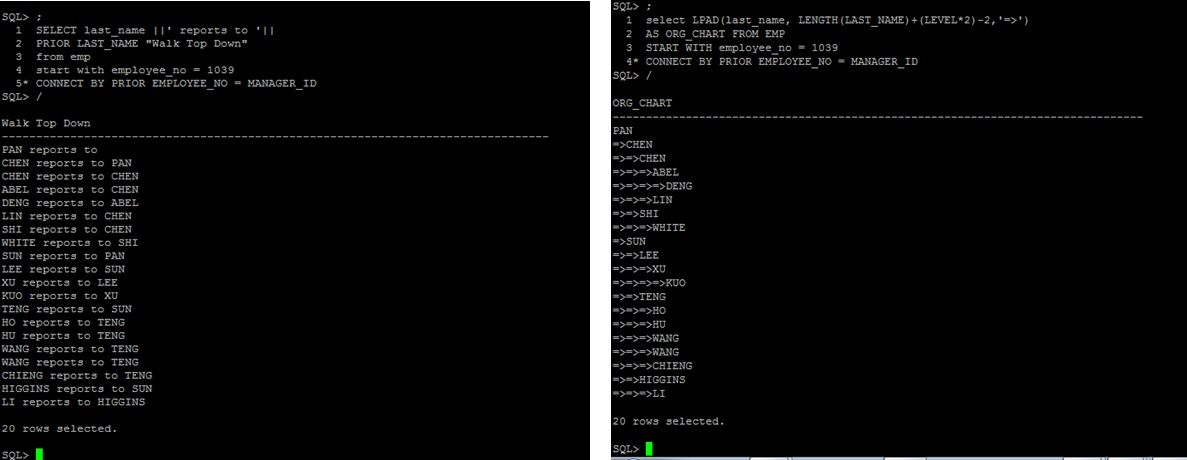 SQL> ;
  1  SELECT last_name ||' reports to '||
  2  PRIOR LAST_NAME "Walk Top Down"
  3  from emp
  4  start with employee_no = 1039
  5* CONNECT BY PRIOR EMPLOYEE_NO = MANAGER_ID
SQL> /
Walk Top Down
--------------------------------------------------------------------------------
PAN reports to
CHEN reports to PAN
CHEN reports to CHEN
ABEL reports to CHEN
DENG reports to ABEL
LIN reports to CHEN
SHI reports to CHEN
WHITE reports to SHI
SUN reports to PAN
LEE reports to SUN
XU reports to LEE
KUO reports to XU
TENG reports to SUN
HO reports to TENG
HU reports to TENG
WANG reports to TENG
WANG reports to TENG
CHIENG reports to TENG
HIGGINS reports to SUN
LI reports to HIGGINS
20 rows selected.
SQL>
SQL> ;
  1  select LPAD(last_name, LENGTH(LAST_NAME)+(LEVEL*2)-2,'=>')
  2  AS ORG_CHART FROM EMP
  3  START WITH employee_no = 1039
  4* CONNECT BY PRIOR EMPLOYEE_NO = MANAGER_ID
SQL> /
ORG_CHART
--------------------------------------------------------------------------------
PAN
=>CHEN
=>=>CHEN
=>=>=>ABEL
=>=>=>=>DENG
=>=>=>LIN
=>=>SHI
=>=>=>WHITE
=>SUN
=>=>LEE
=>=>=>XU
=>=>=>=>KUO
=>=>TENG
=>=>=>HO
=>=>=>HU
=>=>=>WANG
=>=>=>WANG
=>=>=>CHIENG
=>=>HIGGINS
=>=>=>LI
20 rows selected.
SQL>